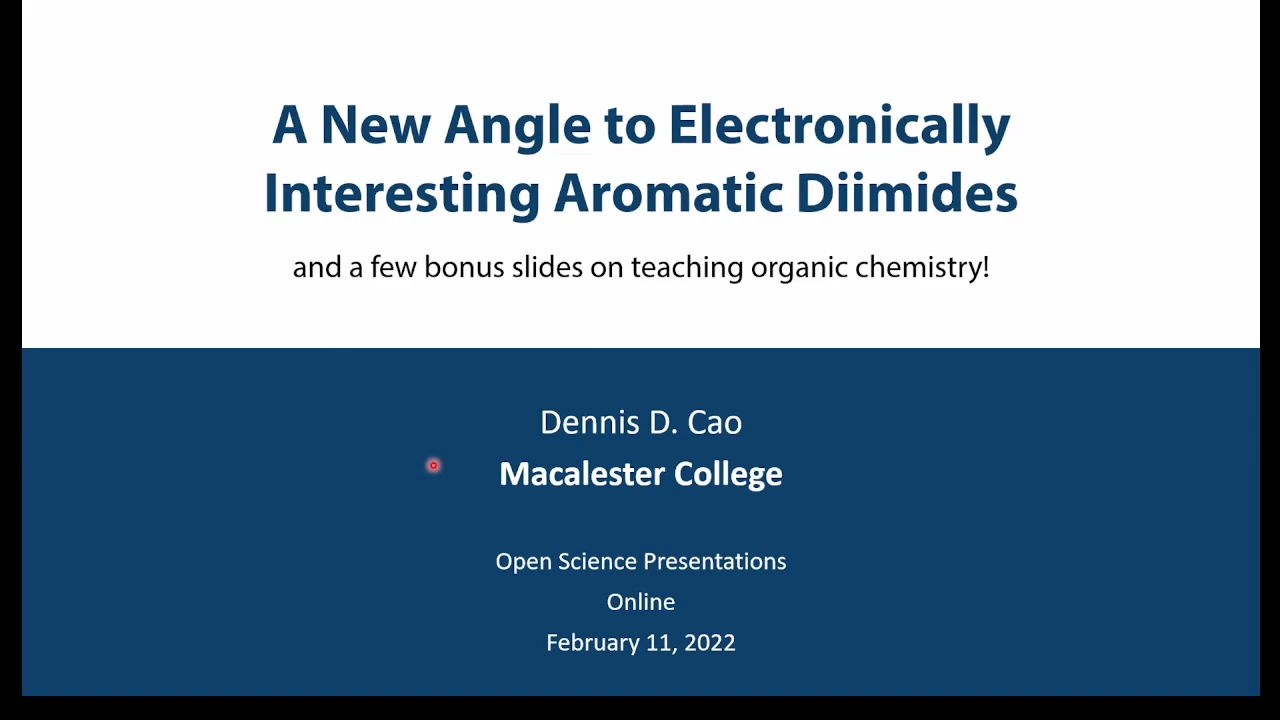 A New Angle to Electronically
Interesting Aromatic Diimides
and a few bonus slides on teaching organic chemistry!
Dennis D. Cao
Macalester College
Open Science Presentations
Online
February 11, 2022